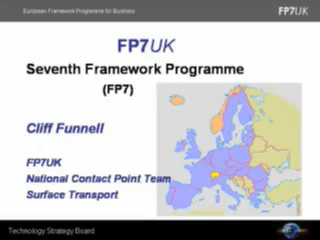 European Framework Programme for Business
FP7UK
FP7UK
Seventh Framework Programme
(FP7)
Cliff Funnell
FP7UK
National Contact Point Team
Surface Transport
Technology Strategy Board